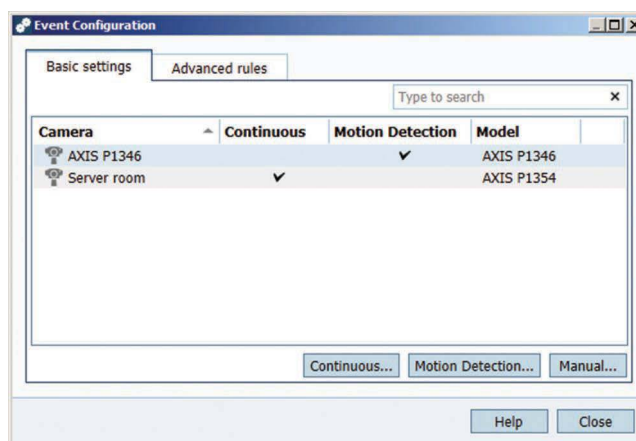 Event Configuration
Basic settings Advanced rules
Type to search
Camera Continuous Motion Detection Model
AXIS P1346 AXIS P1346
Server room AXIS P1354
Continuous... Motion Detection... Manual...
Help Close